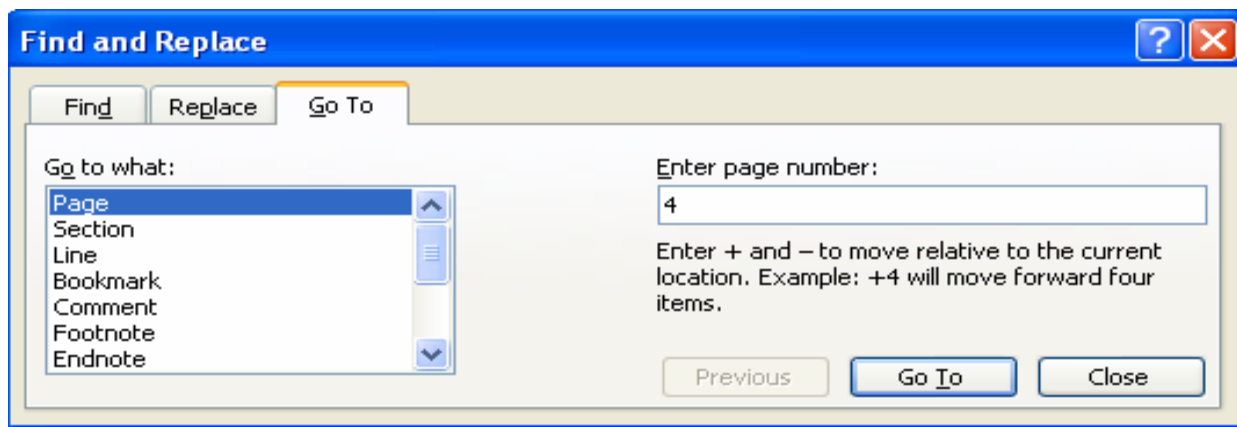 Find and Replace
?
Find Replace Go To
Go to what:
Page
Section
Line
Bookmark
Comment
Footnote
Endnote
Enter page number:
4
Enter + and – to move relative to the current
location. Example: +4 will move forward four
items.
Previous Go To Close